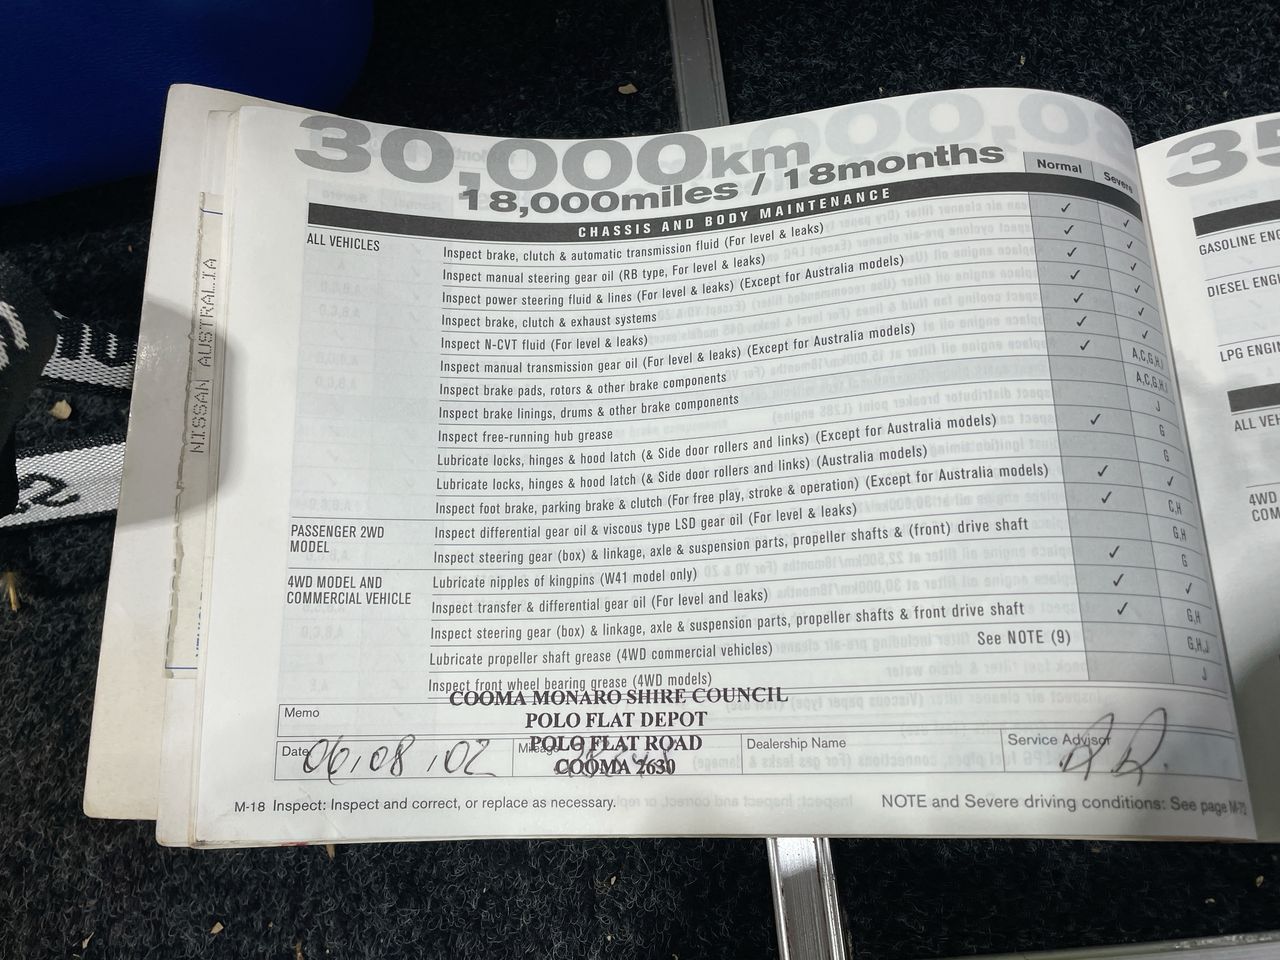 30,000km
18,000miles / 18months
Normal
Severe
CHASSIS AND BODY MAINTENANCE
ALL VEHICLES
Inspect brake, clutch & automatic transmission fluid (For level & leaks) ✓ ✓
Inspect manual steering gear oil (RB type, For level & leaks) ✓ ✓
Inspect power steering fluid & lines (For level & leaks) (Except for Australia models) ✓ ✓
Inspect brake, clutch & exhaust systems ✓ ✓
Inspect N-CVT fluid (For level & leaks) ✓ ✓
Inspect manual transmission gear oil (For level & leaks) (Except for Australia models) ✓ ✓
Inspect brake pads, rotors & other brake components ✓ A,C,G,H,I
Inspect brake linings, drums & other brake components A,C,G,H,I
Inspect free-running hub grease J
Lubricate locks, hinges & hood latch (& Side door rollers and links) (Except for Australia models) ✓ G
Lubricate locks, hinges & hood latch (& Side door rollers and links) (Australia models) G
Inspect foot brake, parking brake & clutch (For free play, stroke & operation) (Except for Australia models) ✓ ✓
PASSENGER 2WD
MODEL
Inspect differential gear oil & viscous type LSD gear oil (For level & leaks) ✓ C,H
Inspect steering gear (box) & linkage, axle & suspension parts, propeller shafts & (front) drive shaft G,H
4WD MODEL AND
COMMERCIAL VEHICLE
Lubricate nipples of kingpins (W41 model only) ✓ G
Inspect transfer & differential gear oil (For level and leaks) ✓ ✓
Inspect steering gear (box) & linkage, axle & suspension parts, propeller shafts & front drive shaft ✓ G,H
Lubricate propeller shaft grease (4WD commercial vehicles) See NOTE (9) G,H,J
Inspect front wheel bearing grease (4WD models) J
COOMA MONARO SHIRE COUNCIL
POLO FLAT DEPOT
POLO FLAT ROAD
COOMA 2630
Memo
Date 06,08,02
Mileage
Dealership Name
Service Advisor
M-18 Inspect: Inspect and correct, or replace as necessary.
NOTE and Severe driving conditions: See page M-73
NISSAN AUSTRALIA
35
GASOLINE ENG
DIESEL ENGI
LPG ENGIN
ALL VEH
4WD
COM